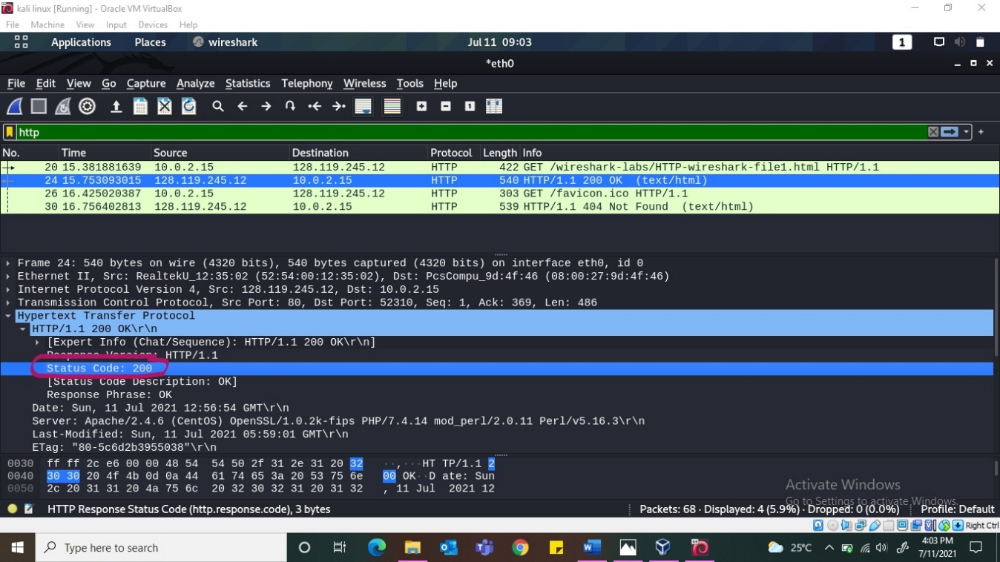 kali linux [Running] - Oracle VM VirtualBox
File Machine View Input Devices Help
Applications Places wireshark Jul 11 09:03 1
*eth0
File Edit View Go Capture Analyze Statistics Telephony Wireless Tools Help
http
No. Time Source Destination Protocol Length Info
20 15.381881639 10.0.2.15 128.119.245.12 HTTP 422 GET /wireshark-labs/HTTP-wireshark-file1.html HTTP/1.1
24 15.753093015 128.119.245.12 10.0.2.15 HTTP 540 HTTP/1.1 200 OK (text/html)
26 16.425020387 10.0.2.15 128.119.245.12 HTTP 303 GET /favicon.ico HTTP/1.1
30 16.756402813 128.119.245.12 10.0.2.15 HTTP 539 HTTP/1.1 404 Not Found (text/html)
Frame 24: 540 bytes on wire (4320 bits), 540 bytes captured (4320 bits) on interface eth0, id 0
Ethernet II, Src: RealtekU_12:35:02 (52:54:00:12:35:02), Dst: PcsCompu_9d:4f:46 (08:00:27:9d:4f:46)
Internet Protocol Version 4, Src: 128.119.245.12, Dst: 10.0.2.15
Transmission Control Protocol, Src Port: 80, Dst Port: 52310, Seq: 1, Ack: 369, Len: 486
Hypertext Transfer Protocol
HTTP/1.1 200 OK\r\n
[Expert Info (Chat/Sequence): HTTP/1.1 200 OK\r\n]
Response Version: HTTP/1.1
Status Code: 200
[Status Code Description: OK]
Response Phrase: OK
Date: Sun, 11 Jul 2021 12:56:54 GMT\r\n
Server: Apache/2.4.6 (CentOS) OpenSSL/1.0.2k-fips PHP/7.4.14 mod_perl/2.0.11 Perl/v5.16.3\r\n
Last-Modified: Sun, 11 Jul 2021 05:59:01 GMT\r\n
ETag: "80-5c6d2b3955038"\r\n
0030 ff ff 2c e6 00 00 48 54 54 50 2f 31 2e 31 20 32 ··,···HT TP/1.1 2
0040 30 30 20 4f 4b 0d 0a 44 61 74 65 3a 20 53 75 6e 00 OK··D ate: Sun
0050 2c 20 31 31 20 4a 75 6c 20 32 30 32 31 20 31 32 , 11 Jul 2021 12
Activate Windows
Go to Settings to activate Windows.
HTTP Response Status Code (http.response.code), 3 bytes Packets: 68 · Displayed: 4 (5.9%) · Dropped: 0 (0.0%) Profile: Default
Right Ctrl
Type here to search 25°C 4:03 PM
7/11/2021